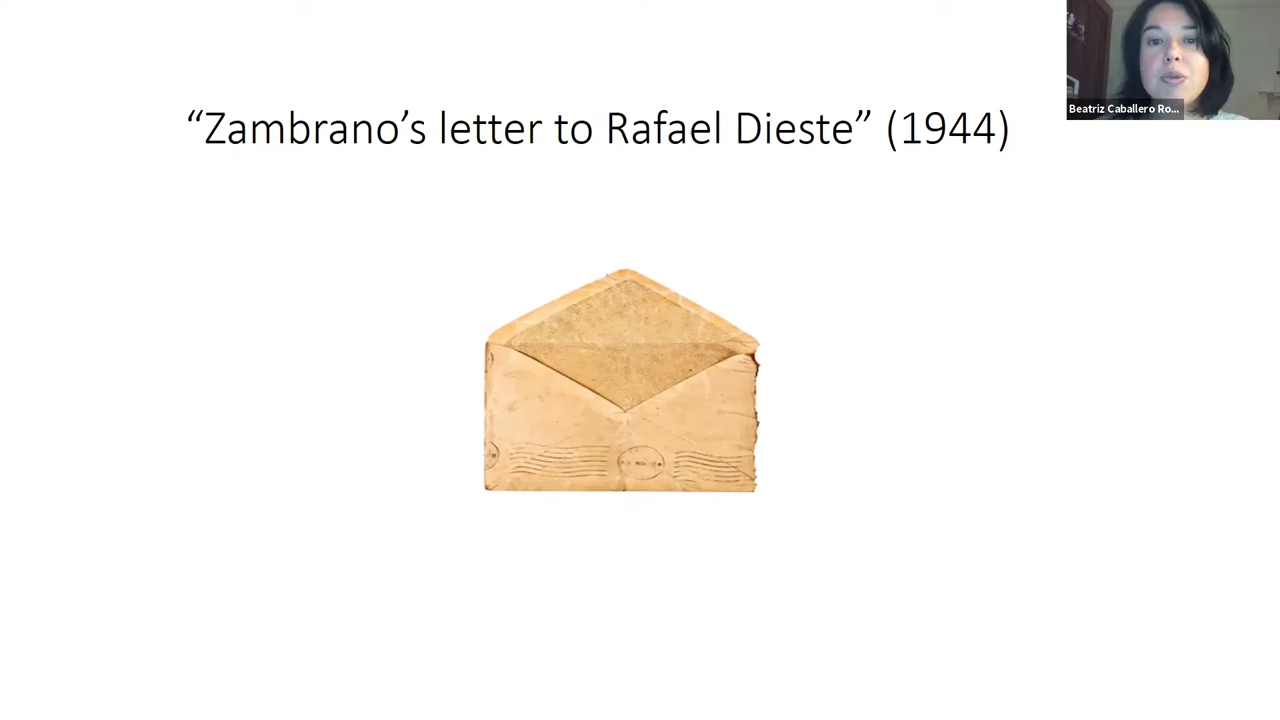 “Zambrano’s letter to Rafael Dieste” (1944)
Beatriz Caballero Ro...